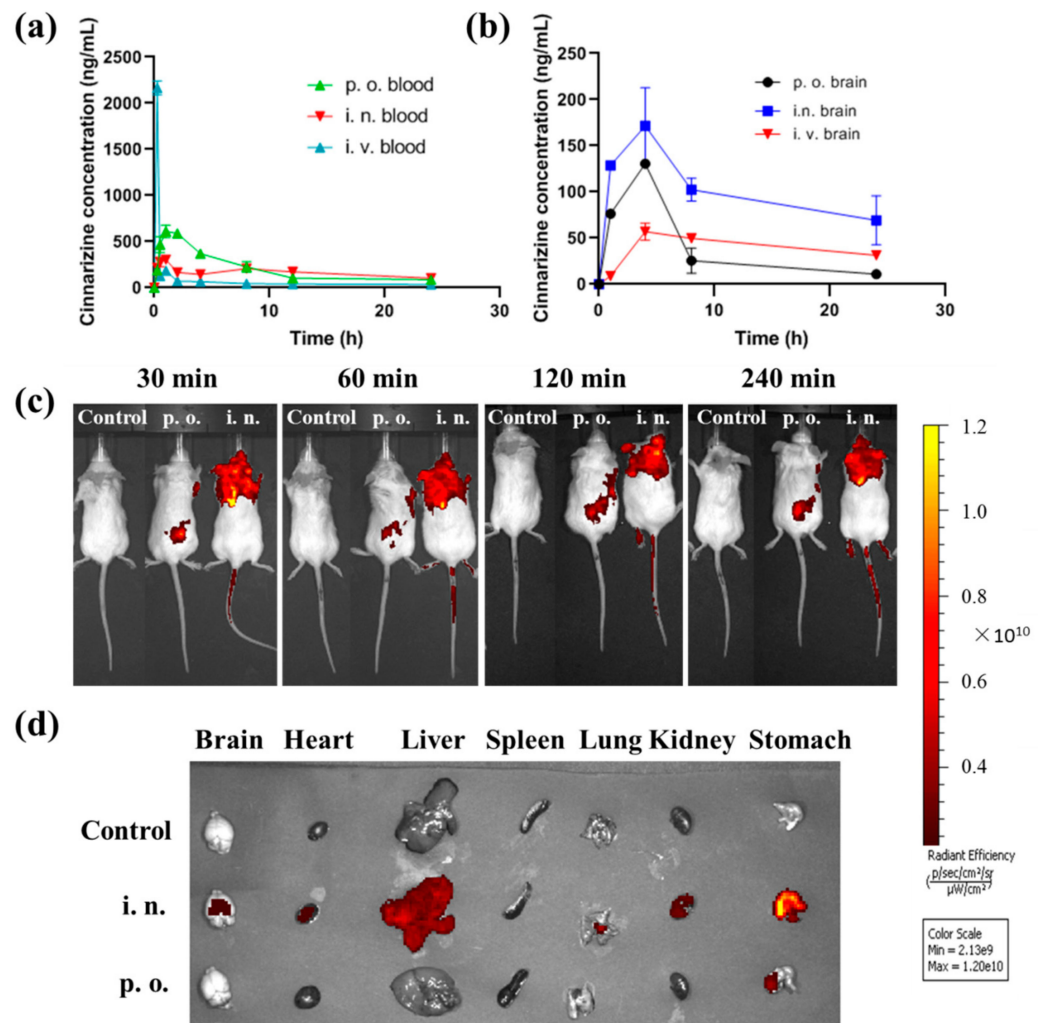 (a)
Cinnarizine concentration (ng/mL)
2500
2000
1500
1000
500
0
0
10
20
30
Time (h)
p. o. blood
i. n. blood
i. v. blood
(b)
Cinnarizine concentration (ng/mL)
250
200
150
100
50
0
0
10
20
30
Time (h)
p. o. brain
i.n. brain
i. v. brain
(c)
30 min
60 min
120 min
240 min
Control p. o. i. n.
Control p. o. i. n.
Control p. o. i. n.
Control p. o. i. n.
1.2
1.0
0.8
×10¹⁰
0.6
0.4
Radiant Efficiency
(p/sec/cm²/sr
µW/cm²)
Color Scale
Min = 2.13e9
Max = 1.20e10
(d)
Brain Heart Liver Spleen Lung Kidney Stomach
Control
i. n.
p. o.